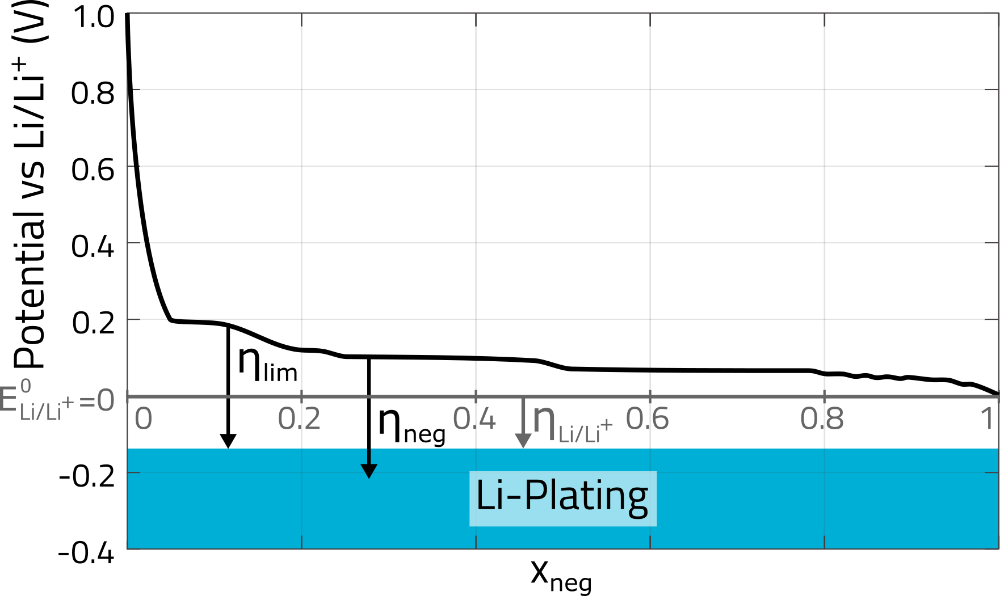 Potential vs Li/Li⁺ (V)
1.0
0.8
0.6
0.4
0.2
E⁰Li/Li⁺=0
-0.2
-0.4
0 0.2 0.4 0.6 0.8 1
ηlim
ηneg
ηLi/Li⁺
Li-Plating
xneg